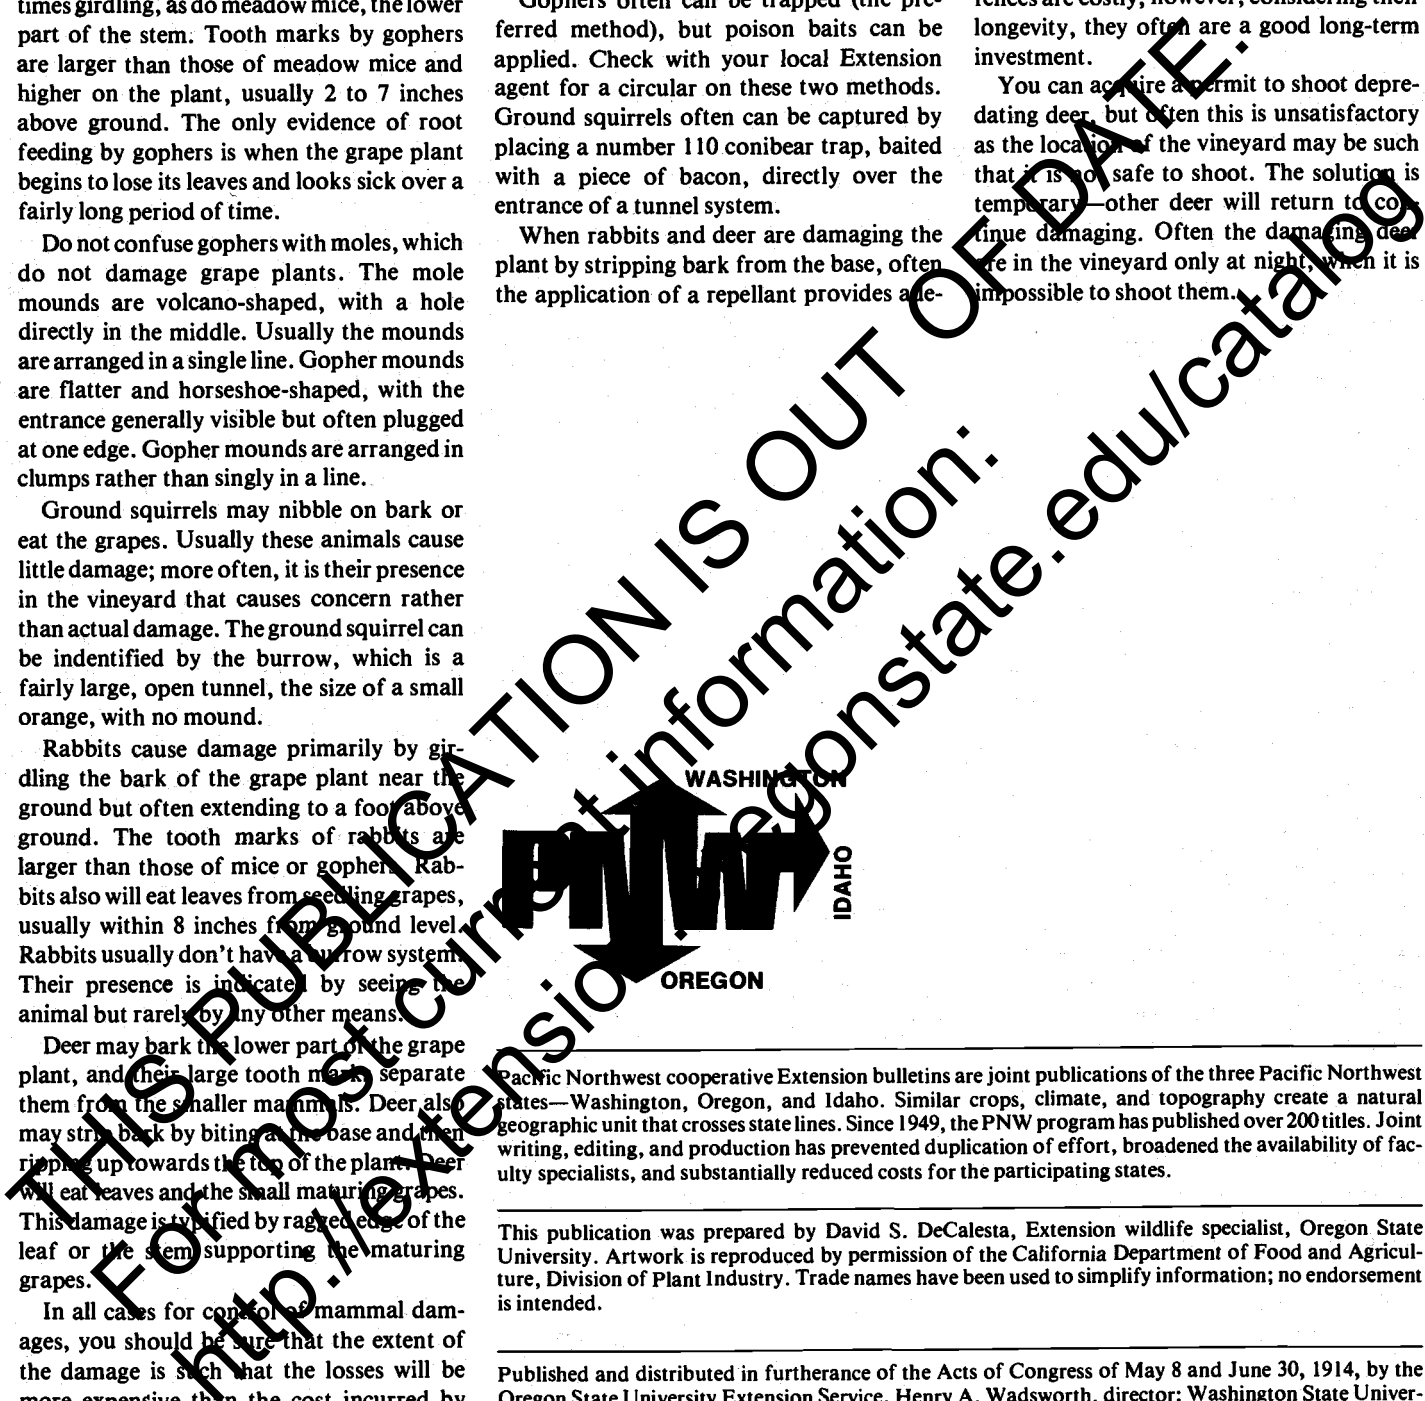 times girdling, as do meadow mice, the lower
part of the stem. Tooth marks by gophers
are larger than those of meadow mice and
higher on the plant, usually 2 to 7 inches
above ground. The only evidence of root
feeding by gophers is when the grape plant
begins to lose its leaves and looks sick over a
fairly long period of time.
Do not confuse gophers with moles, which
do not damage grape plants. The mole
mounds are volcano-shaped, with a hole
directly in the middle. Usually the mounds
are arranged in a single line. Gopher mounds
are flatter and horseshoe-shaped, with the
entrance generally visible but often plugged
at one edge. Gopher mounds are arranged in
clumps rather than singly in a line.
Ground squirrels may nibble on bark or
eat the grapes. Usually these animals cause
little damage; more often, it is their presence
in the vineyard that causes concern rather
than actual damage. The ground squirrel can
be indentified by the burrow, which is a
fairly large, open tunnel, the size of a small
orange, with no mound.
Rabbits cause damage primarily by gir-
dling the bark of the grape plant near the
ground but often extending to a foot above
ground. The tooth marks of rabbits are
larger than those of mice or gophers. Rab-
bits also will eat leaves from seedling grapes,
usually within 8 inches from ground level.
Rabbits usually don't have a burrow system.
Their presence is indicated by seeing the
animal but rarely by any other means.
Deer may bark the lower part of the grape
plant, and their large tooth marks separate
them from the smaller mammals. Deer also
may strip bark by biting at the base and then
ripping up towards the top of the plant. Deer
will eat leaves and the small maturing grapes.
This damage is typified by ragged edge of the
leaf or the stem supporting the maturing
grapes.
In all cases for control of mammal dam-
ages, you should be sure that the extent of
the damage is such that the losses will be
more expensive than the cost incurred by
Gophers often can be trapped (the pre-
ferred method), but poison baits can be
applied. Check with your local Extension
agent for a circular on these two methods.
Ground squirrels often can be captured by
placing a number 110 conibear trap, baited
with a piece of bacon, directly over the
entrance of a tunnel system.
When rabbits and deer are damaging the
plant by stripping bark from the base, often
the application of a repellant provides ade-
fences are costly; however, considering their
longevity, they often are a good long-term
investment.
You can acquire a permit to shoot depre-
dating deer, but often this is unsatisfactory
as the location of the vineyard may be such
that it is not safe to shoot. The solution is
temporary—other deer will return to con-
tinue damaging. Often the damaging deer
are in the vineyard only at night, when it is
impossible to shoot them.
WASHINGTON
PNW
IDAHO
OREGON
Pacific Northwest cooperative Extension bulletins are joint publications of the three Pacific Northwest
states—Washington, Oregon, and Idaho. Similar crops, climate, and topography create a natural
geographic unit that crosses state lines. Since 1949, the PNW program has published over 200 titles. Joint
writing, editing, and production has prevented duplication of effort, broadened the availability of fac-
ulty specialists, and substantially reduced costs for the participating states.
This publication was prepared by David S. DeCalesta, Extension wildlife specialist, Oregon State
University. Artwork is reproduced by permission of the California Department of Food and Agricul-
ture, Division of Plant Industry. Trade names have been used to simplify information; no endorsement
is intended.
Published and distributed in furtherance of the Acts of Congress of May 8 and June 30, 1914, by the
Oregon State University Extension Service, Henry A. Wadsworth, director; Washington State Univer-
THIS PUBLICATION IS OUT OF DATE.
For most current information:
http://extension.oregonstate.edu/catalog